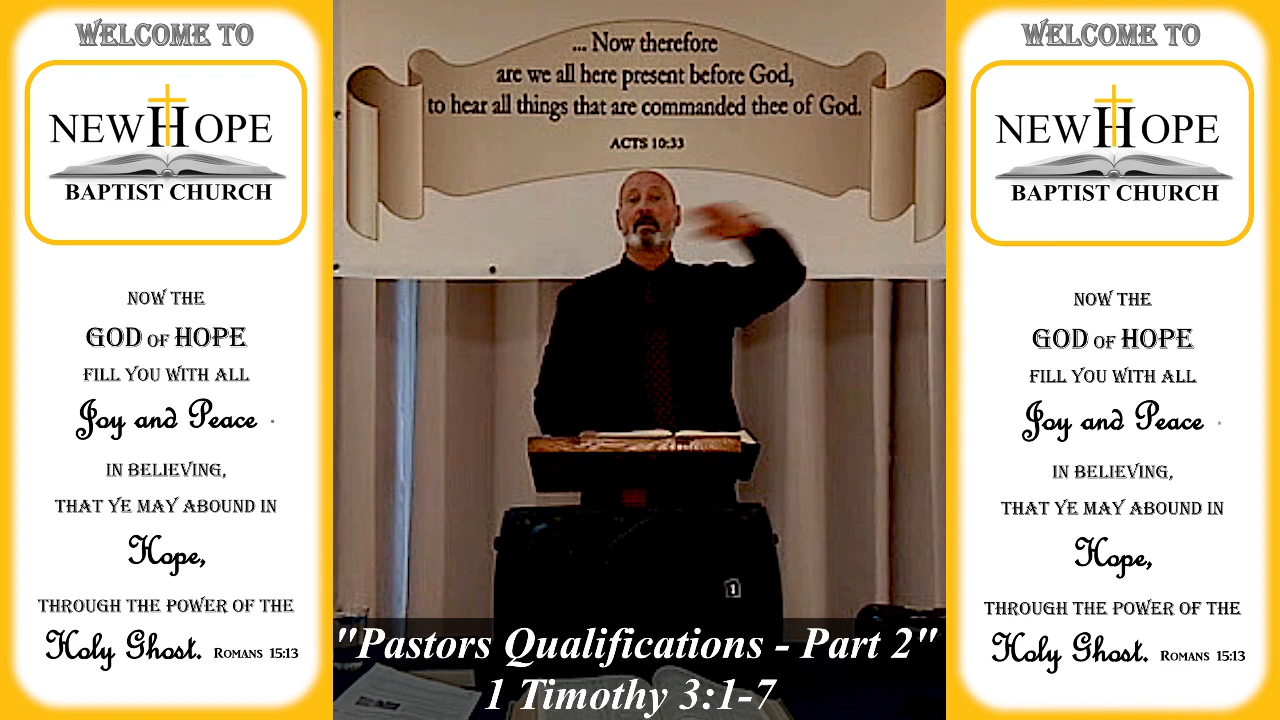 WELCOME TO
NEW HOPE
BAPTIST CHURCH
NOW THE
GOD OF HOPE
FILL YOU WITH ALL
Joy and Peace
IN BELIEVING,
THAT YE MAY ABOUND IN
Hope,
THROUGH THE POWER OF THE
Holy Ghost. ROMANS 15:13
... Now therefore
are we all here present before God,
to hear all things that are commanded thee of God.
ACTS 10:33
1
"Pastors Qualifications - Part 2"
1 Timothy 3:1-7
WELCOME TO
NEW HOPE
BAPTIST CHURCH
NOW THE
GOD OF HOPE
FILL YOU WITH ALL
Joy and Peace
IN BELIEVING,
THAT YE MAY ABOUND IN
Hope,
THROUGH THE POWER OF THE
Holy Ghost. ROMANS 15:13